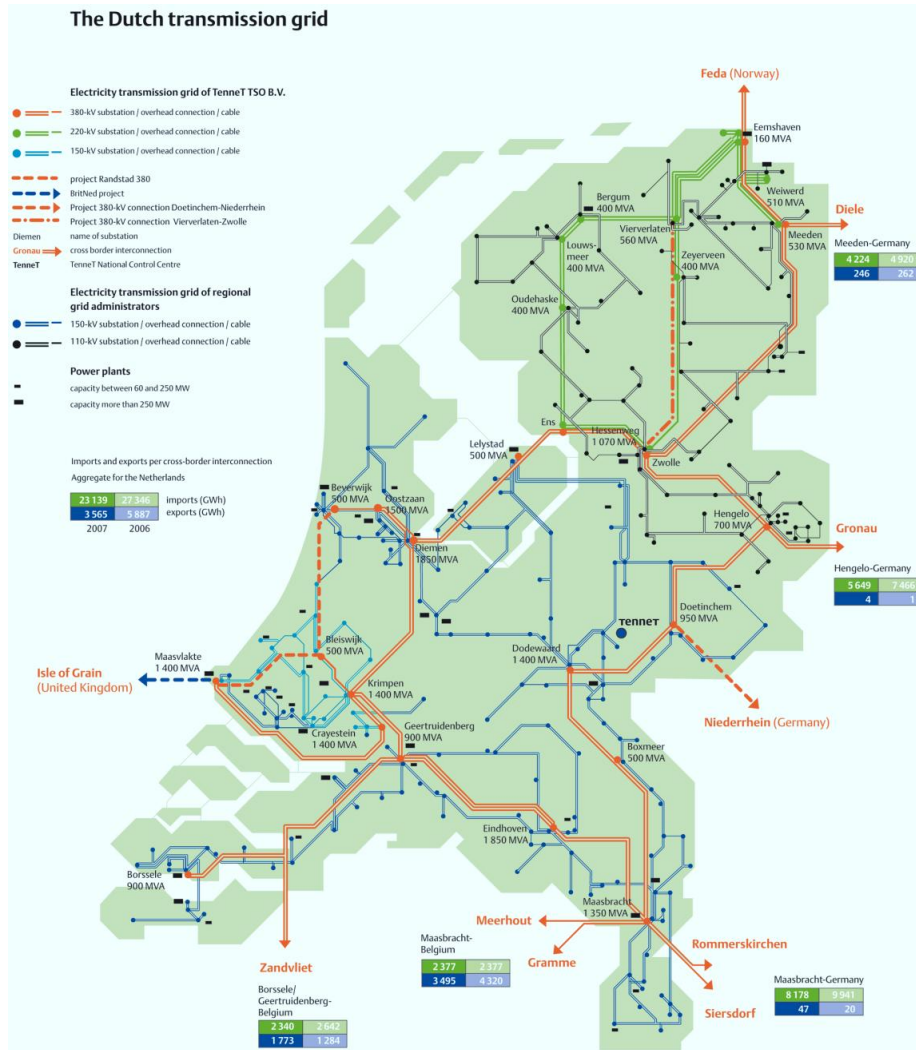 The Dutch transmission grid
Electricity transmission grid of TenneT TSO B.V.
380-kV substation / overhead connection / cable
220-kV substation / overhead connection / cable
150-kV substation / overhead connection / cable
project Randstad 380
BritNed project
Project 380-kV connection Doetinchem-Niederrhein
Project 380-kV connection Vierverlaten-Zwolle
Diemen name of substation
Gronau cross border interconnection
TenneT TenneT National Control Centre
Electricity transmission grid of regional
grid administrators
150-kV substation / overhead connection / cable
110-kV substation / overhead connection / cable
Power plants
capacity between 60 and 250 MW
capacity more than 250 MW
Imports and exports per cross-border interconnection
Aggregate for the Netherlands
23 139 27 346 imports (GWh)
3 565 5 887 exports (GWh)
2007 2006
Feda (Norway)
Eemshaven
160 MVA
Weiwerd
510 MVA
Bergum
400 MVA
Vierverlaten
560 MVA
Diele
Meeden
530 MVA
Meeden-Germany
4 224 4 920
246 262
Louws-
meer
400 MVA
Zeyerveen
400 MVA
Oudehaske
400 MVA
Ens
Hessenweg
1 070 MVA
Lelystad
500 MVA
Zwolle
Beverwijk
500 MVA
Oostzaan
1500 MVA
Hengelo
700 MVA
Gronau
Diemen
1850 MVA
Hengelo-Germany
5 649 7 466
4 1
Doetinchem
950 MVA
TenneT
Bleiswijk
500 MVA
Dodewaard
1 400 MVA
Maasvlakte
1 400 MVA
Isle of Grain
(United Kingdom)
Krimpen
1 400 MVA
Niederrhein (Germany)
Crayestein
1 400 MVA
Geertruidenberg
900 MVA
Boxmeer
500 MVA
Eindhoven
1 850 MVA
Borssele
900 MVA
Maasbracht
1 350 MVA
Meerhout
Gramme
Rommerskirchen
Siersdorf
Zandvliet
Maasbracht-
Belgium
2 377 2 377
3 495 4 320
Maasbracht-Germany
8 178 9 941
47 20
Borssele/
Geertruidenberg-
Belgium
2 340 2 642
1 773 1 284